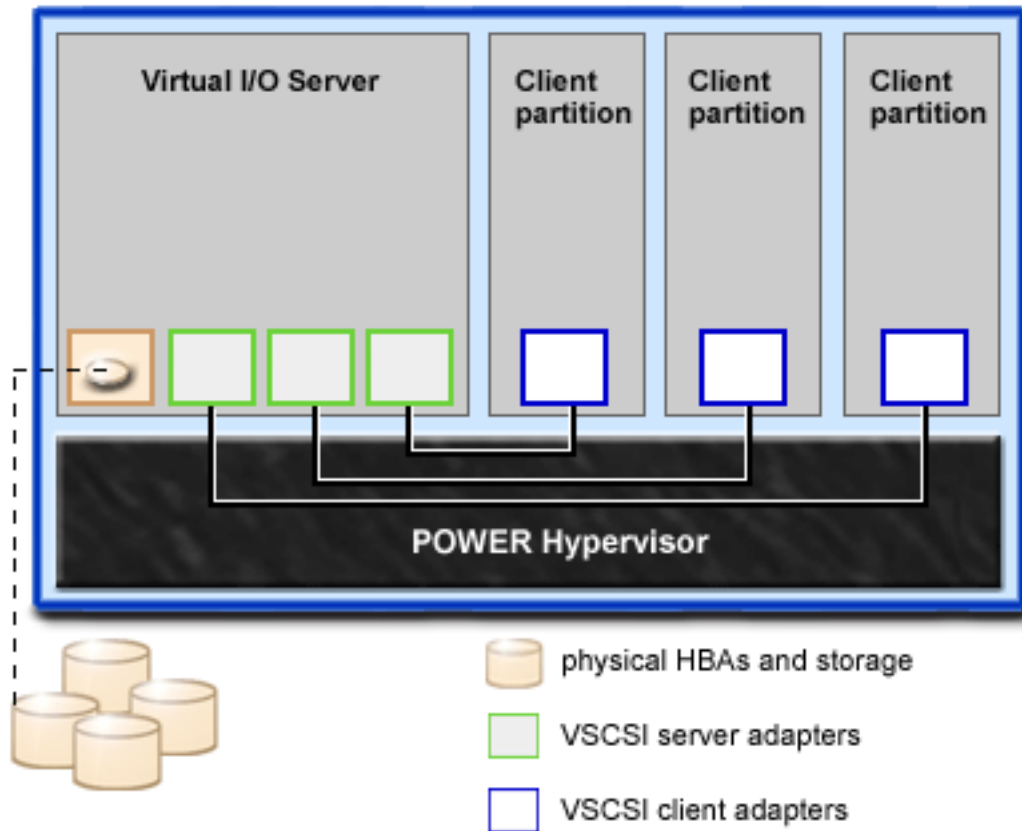 Virtual I/O Server
Client
partition
Client
partition
Client
partition
POWER Hypervisor
physical HBAs and storage
VSCSI server adapters
VSCSI client adapters